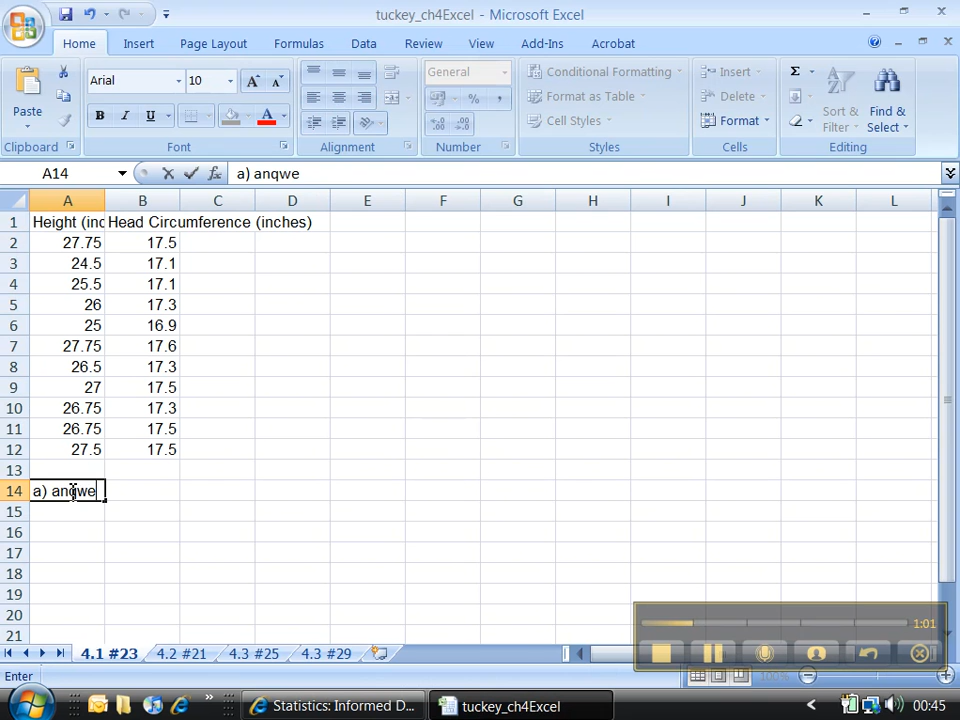 tuckey_ch4Excel - Microsoft Excel
Home Insert Page Layout Formulas Data Review View Add-Ins Acrobat
Paste
Clipboard
Arial 10
B I U A
Font
Alignment
General
% ,
Number
Conditional Formatting
Format as Table
Cell Styles
Styles
Insert
Delete
Format
Cells
Σ
Sort & Filter
Find & Select
Editing
A14 fx a) anqwe
A B C D E F G H I J K L
1 Height (inc Head Circumference (inches)
2 27.75 17.5
3 24.5 17.1
4 25.5 17.1
5 26 17.3
6 25 16.9
7 27.75 17.6
8 26.5 17.3
9 27 17.5
10 26.75 17.3
11 26.75 17.5
12 27.5 17.5
13
14 a) anqwe
15
16
17
18
19
20
21
1:01
4.1 #23 4.2 #21 4.3 #25 4.3 #29
Enter 100%
Statistics: Informed D... tuckey_ch4Excel 00:45